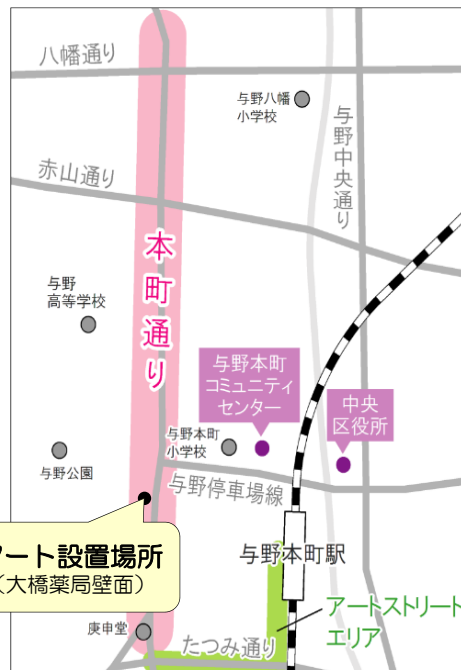 八幡通り
与野八幡
小学校
与野中央通り
赤山通り
本町通り
与野
高等学校
与野本町
コミュニティ
センター
中央
区役所
与野本町
小学校
与野公園
与野停車場線
ート設置場所
（大橋薬局壁面）
与野本町駅
アートストリート
エリア
庚申堂
たつみ通り